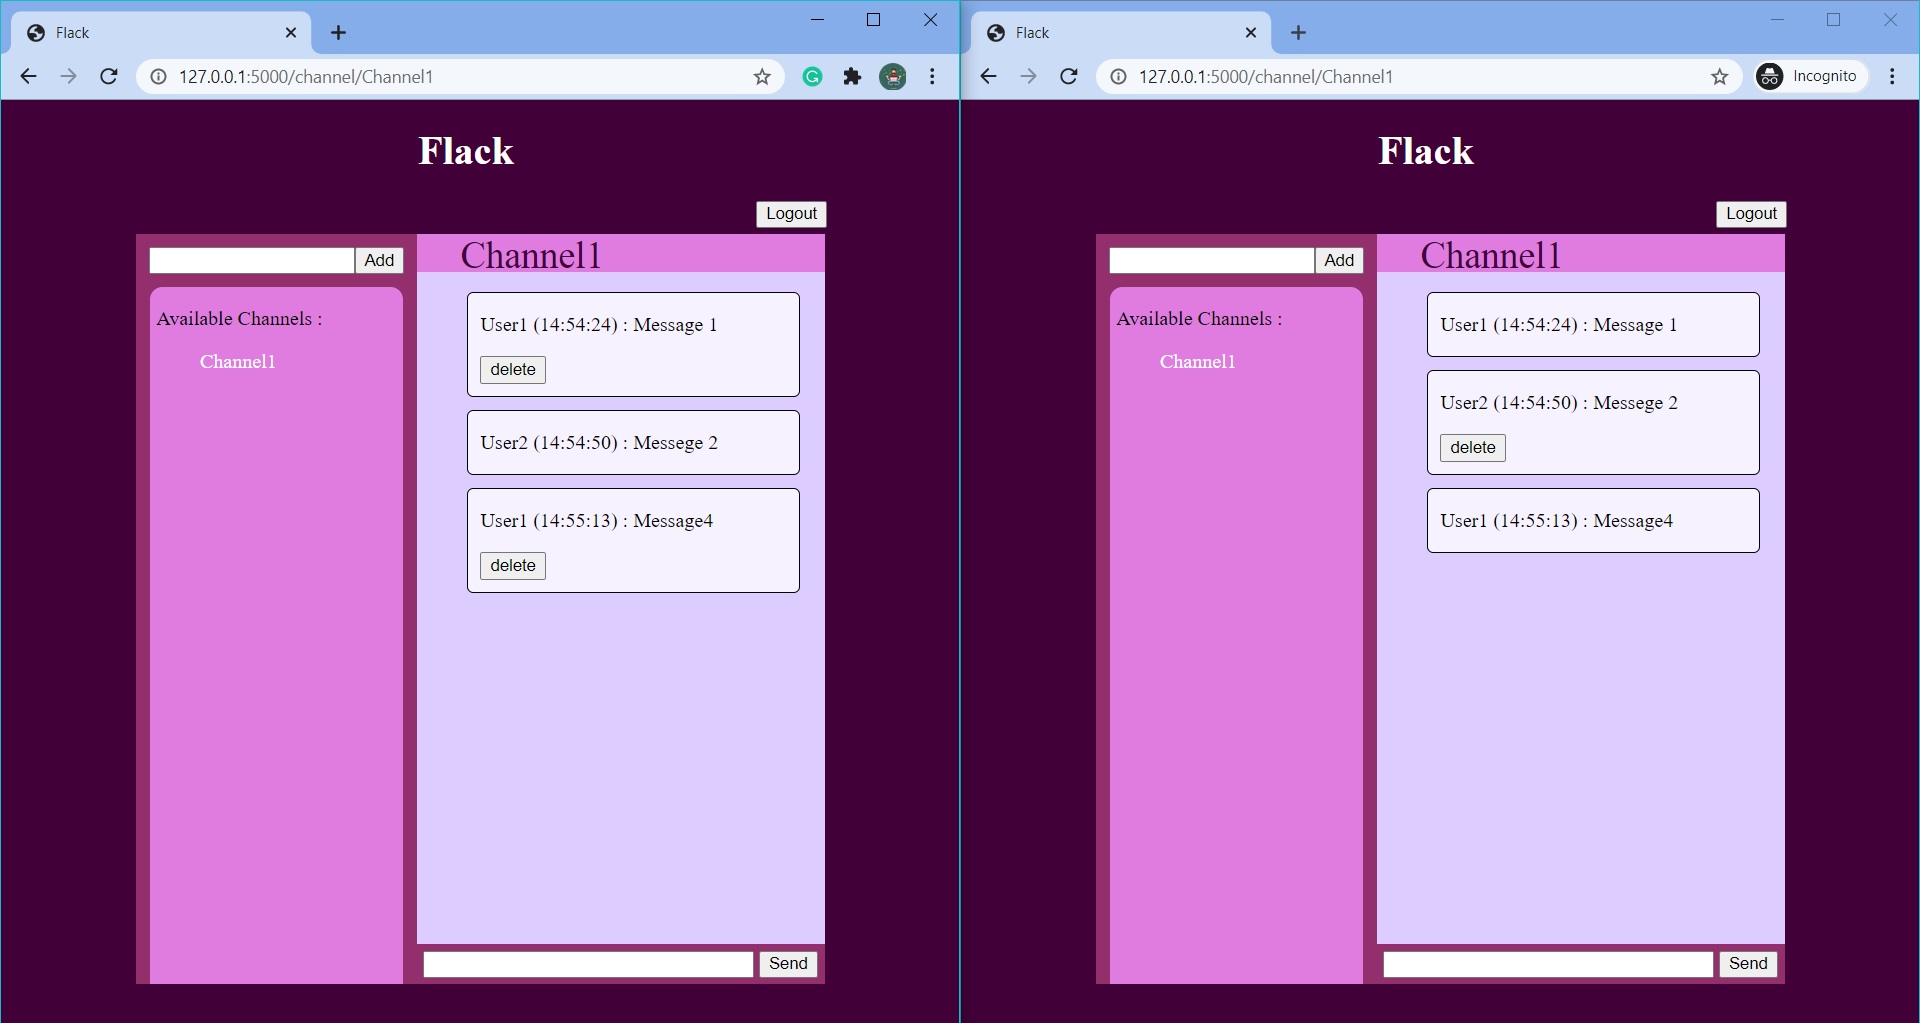 Flack
127.0.0.1:5000/channel/Channel1
Flack
Logout
Add
Channel1
Available Channels :
Channel1
User1 (14:54:24) : Message 1
delete
User2 (14:54:50) : Messege 2
User1 (14:55:13) : Message4
delete
Send
Flack
127.0.0.1:5000/channel/Channel1
Incognito
Flack
Logout
Add
Channel1
Available Channels :
Channel1
User1 (14:54:24) : Message 1
User2 (14:54:50) : Messege 2
delete
User1 (14:55:13) : Message4
Send